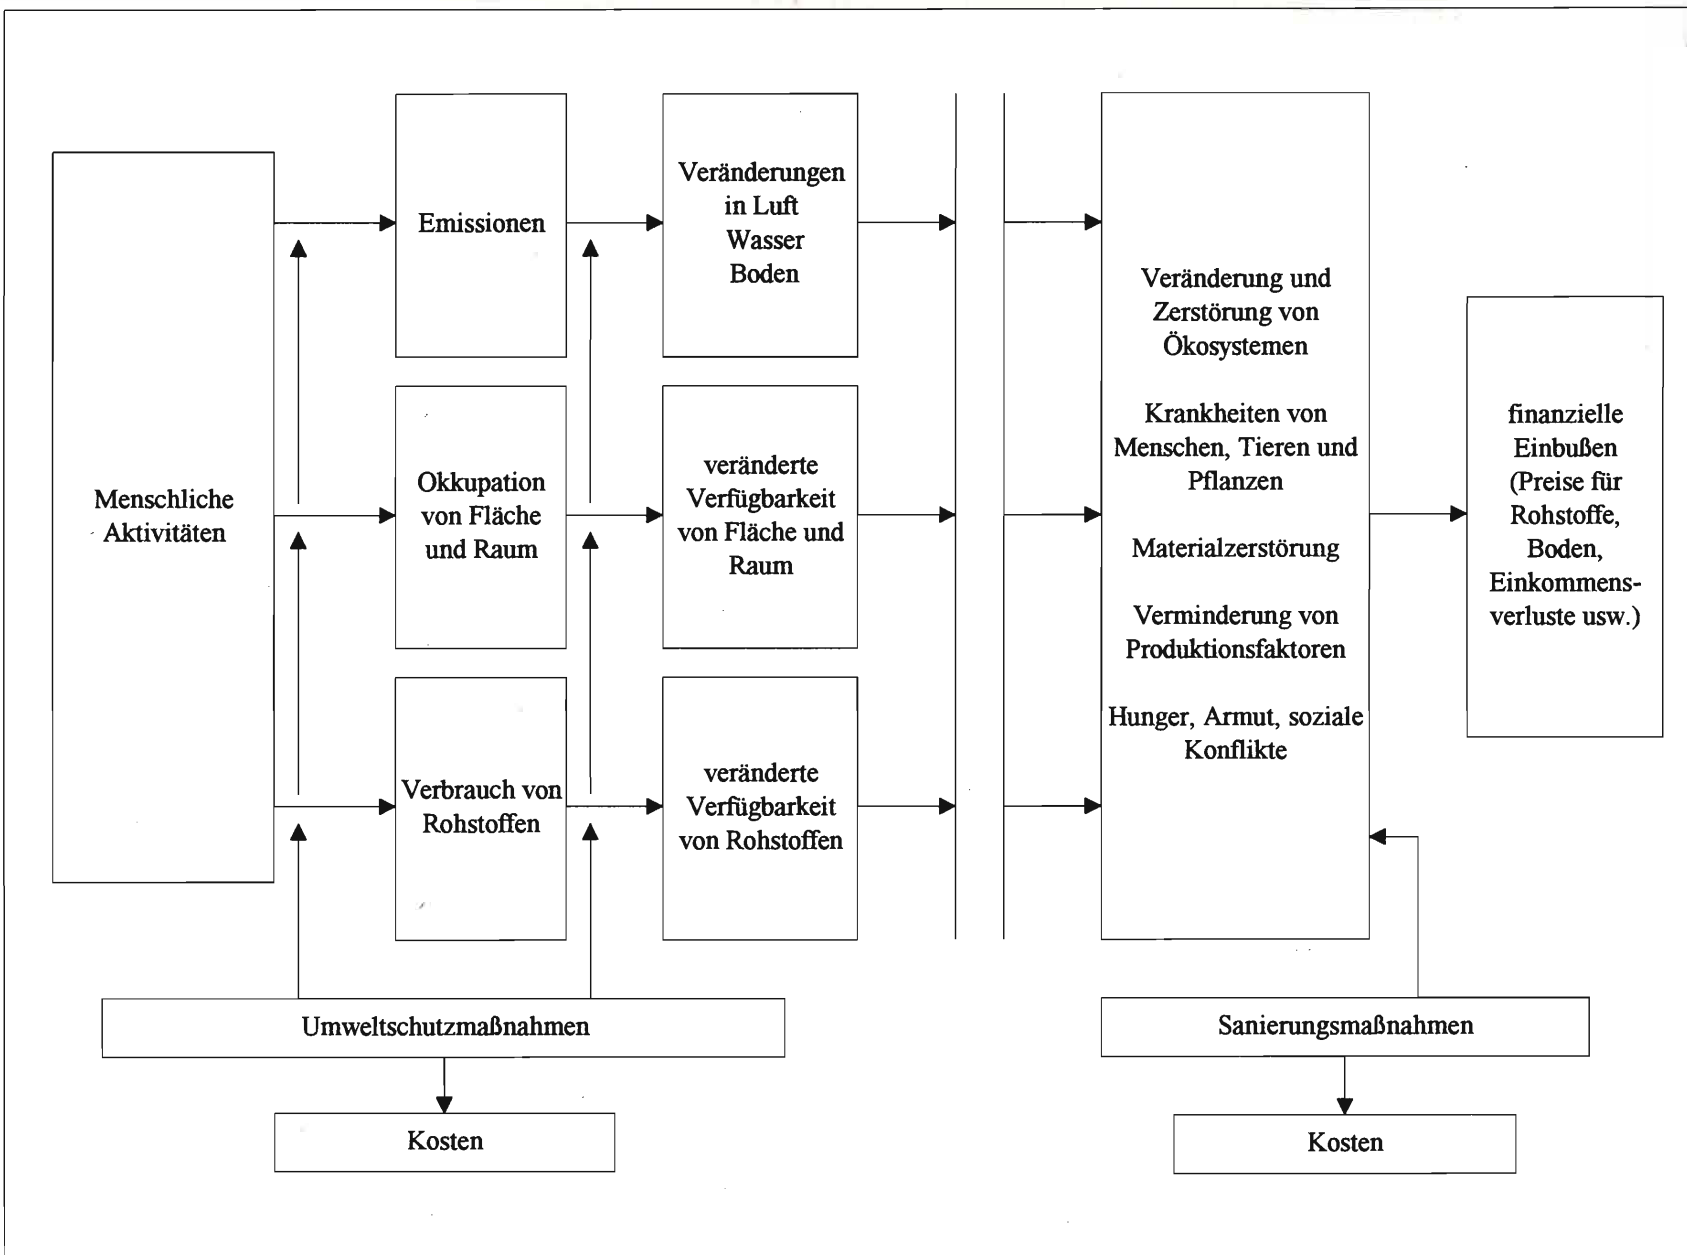 Menschliche
Aktivitäten
Emissionen
Okkupation
von Fläche
und Raum
Verbrauch von
Rohstoffen
Veränderungen
in Luft
Wasser
Boden
veränderte
Verfügbarkeit
von Fläche und
Raum
veränderte
Verfügbarkeit
von Rohstoffen
Veränderung und
Zerstörung von
Ökosystemen
Krankheiten von
Menschen, Tieren und
Pflanzen
Materialzerstörung
Verminderung von
Produktionsfaktoren
Hunger, Armut, soziale
Konflikte
finanzielle
Einbußen
(Preise für
Rohstoffe,
Boden,
Einkommens-
verluste usw.)
Umweltschutzmaßnahmen
Kosten
Sanierungsmaßnahmen
Kosten